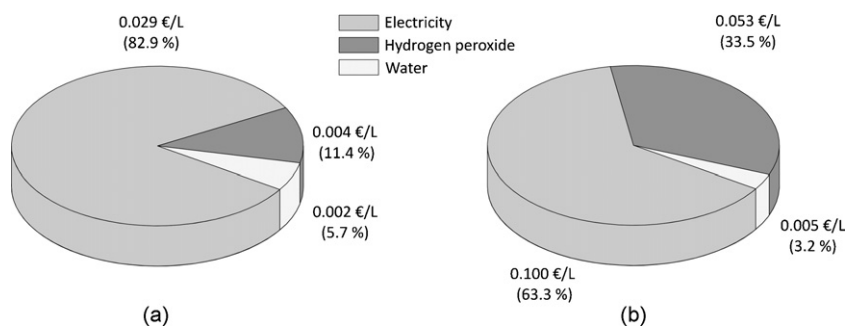 0.029 €/L
(82.9 %)
Electricity
Hydrogen peroxide
Water
0.053 €/L
(33.5 %)
0.004 €/L
(11.4 %)
0.002 €/L
(5.7 %)
0.005 €/L
(3.2 %)
0.100 €/L
(63.3 %)
(a)
(b)